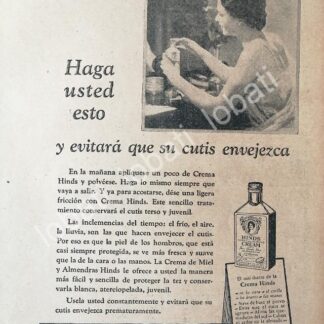 Haga
usted
esto
y evitará que su cutis envejezca
En la mañana aplíquese un poco de Crema
Hinds y polvéese. Haga lo mismo siempre que
vaya a salir. Y ya para acostarse, dése una ligera
fricción con Crema Hinds. Este sencillo trata-
miento conservará el cutis terso y juvenil.
Las inclemencias del tiempo: el frío, el aire,
la lluvia, son las que hacen envejecer el cutis.
Por eso es que la piel de los hombros, que está
casi siempre protegida, se ve más fresca y suave
que la de la cara o las manos. La Crema de Miel
y Almendras Hinds le ofrece a usted la manera
más fácil y sencilla de proteger la tez y conser-
varla blanca, aterciopelada, juvenil.
Usela usted constantemente y evitará que su
cutis envejezca prematuramente.
HINDS
CREAM
Crema Hinds
lobati lobati